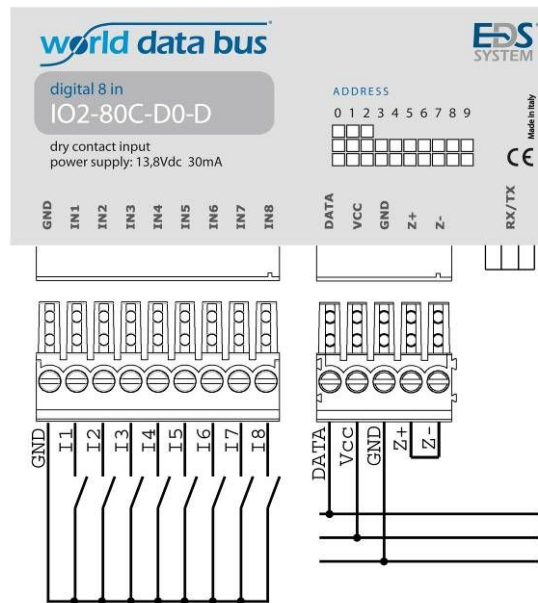 world data bus
EDS
SYSTEM
digital 8 in
IO2-80C-D0-D
dry contact input
power supply: 13,8Vdc 30mA
ADDRESS
0 1 2 3 4 5 6 7 8 9
Made in Italy
CE
GND IN1 IN2 IN3 IN4 IN5 IN6 IN7 IN8
DATA VCC GND Z+ Z-
RX/TX
GND I1 I2 I3 I4 I5 I6 I7 I8
DATA Vcc GND Z+ Z-